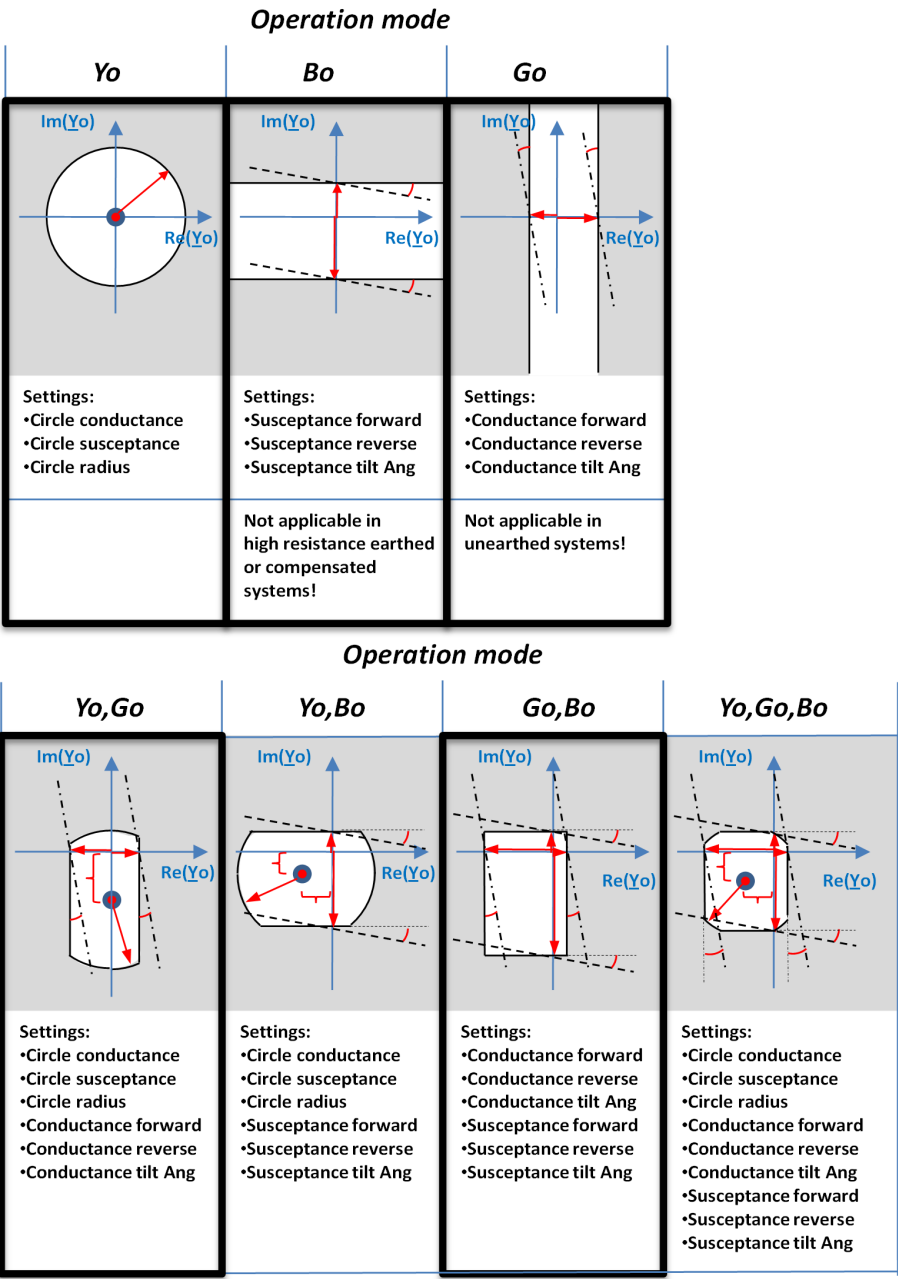 Operation mode
Yo
Bo
Go
Im(Yo)
Re(Yo)
Im(Yo)
Re(Yo)
Im(Yo)
Re(Yo)
Settings:
•Circle conductance
•Circle susceptance
•Circle radius
Settings:
•Susceptance forward
•Susceptance reverse
•Susceptance tilt Ang
Settings:
•Conductance forward
•Conductance reverse
•Conductance tilt Ang
Not applicable in
high resistance earthed
or compensated
systems!
Not applicable in
unearthed systems!
Operation mode
Yo,Go
Yo,Bo
Go,Bo
Yo,Go,Bo
Im(Yo)
Re(Yo)
Im(Yo)
Re(Yo)
Im(Yo)
Re(Yo)
Im(Yo)
Re(Yo)
Settings:
•Circle conductance
•Circle susceptance
•Circle radius
•Conductance forward
•Conductance reverse
•Conductance tilt Ang
Settings:
•Circle conductance
•Circle susceptance
•Circle radius
•Susceptance forward
•Susceptance reverse
•Susceptance tilt Ang
Settings:
•Conductance forward
•Conductance reverse
•Conductance tilt Ang
•Susceptance forward
•Susceptance reverse
•Susceptance tilt Ang
Settings:
•Circle conductance
•Circle susceptance
•Circle radius
•Conductance forward
•Conductance reverse
•Conductance tilt Ang
•Susceptance forward
•Susceptance reverse
•Susceptance tilt Ang